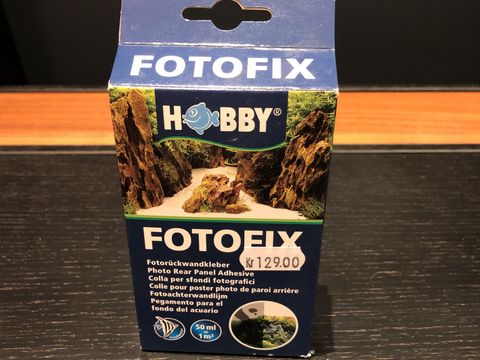 FOTOFIX
HOBBY®
FOTOFIX
Kr 129.00
Fotorückwandkleber
Photo Rear Panel Adhesive
Colla per sfondi fotografici
Colle pour poster photo de paroi arrière
Fotoachterwandlijm
Pegamento para el
fondo del acuario
50 ml =
1 m²